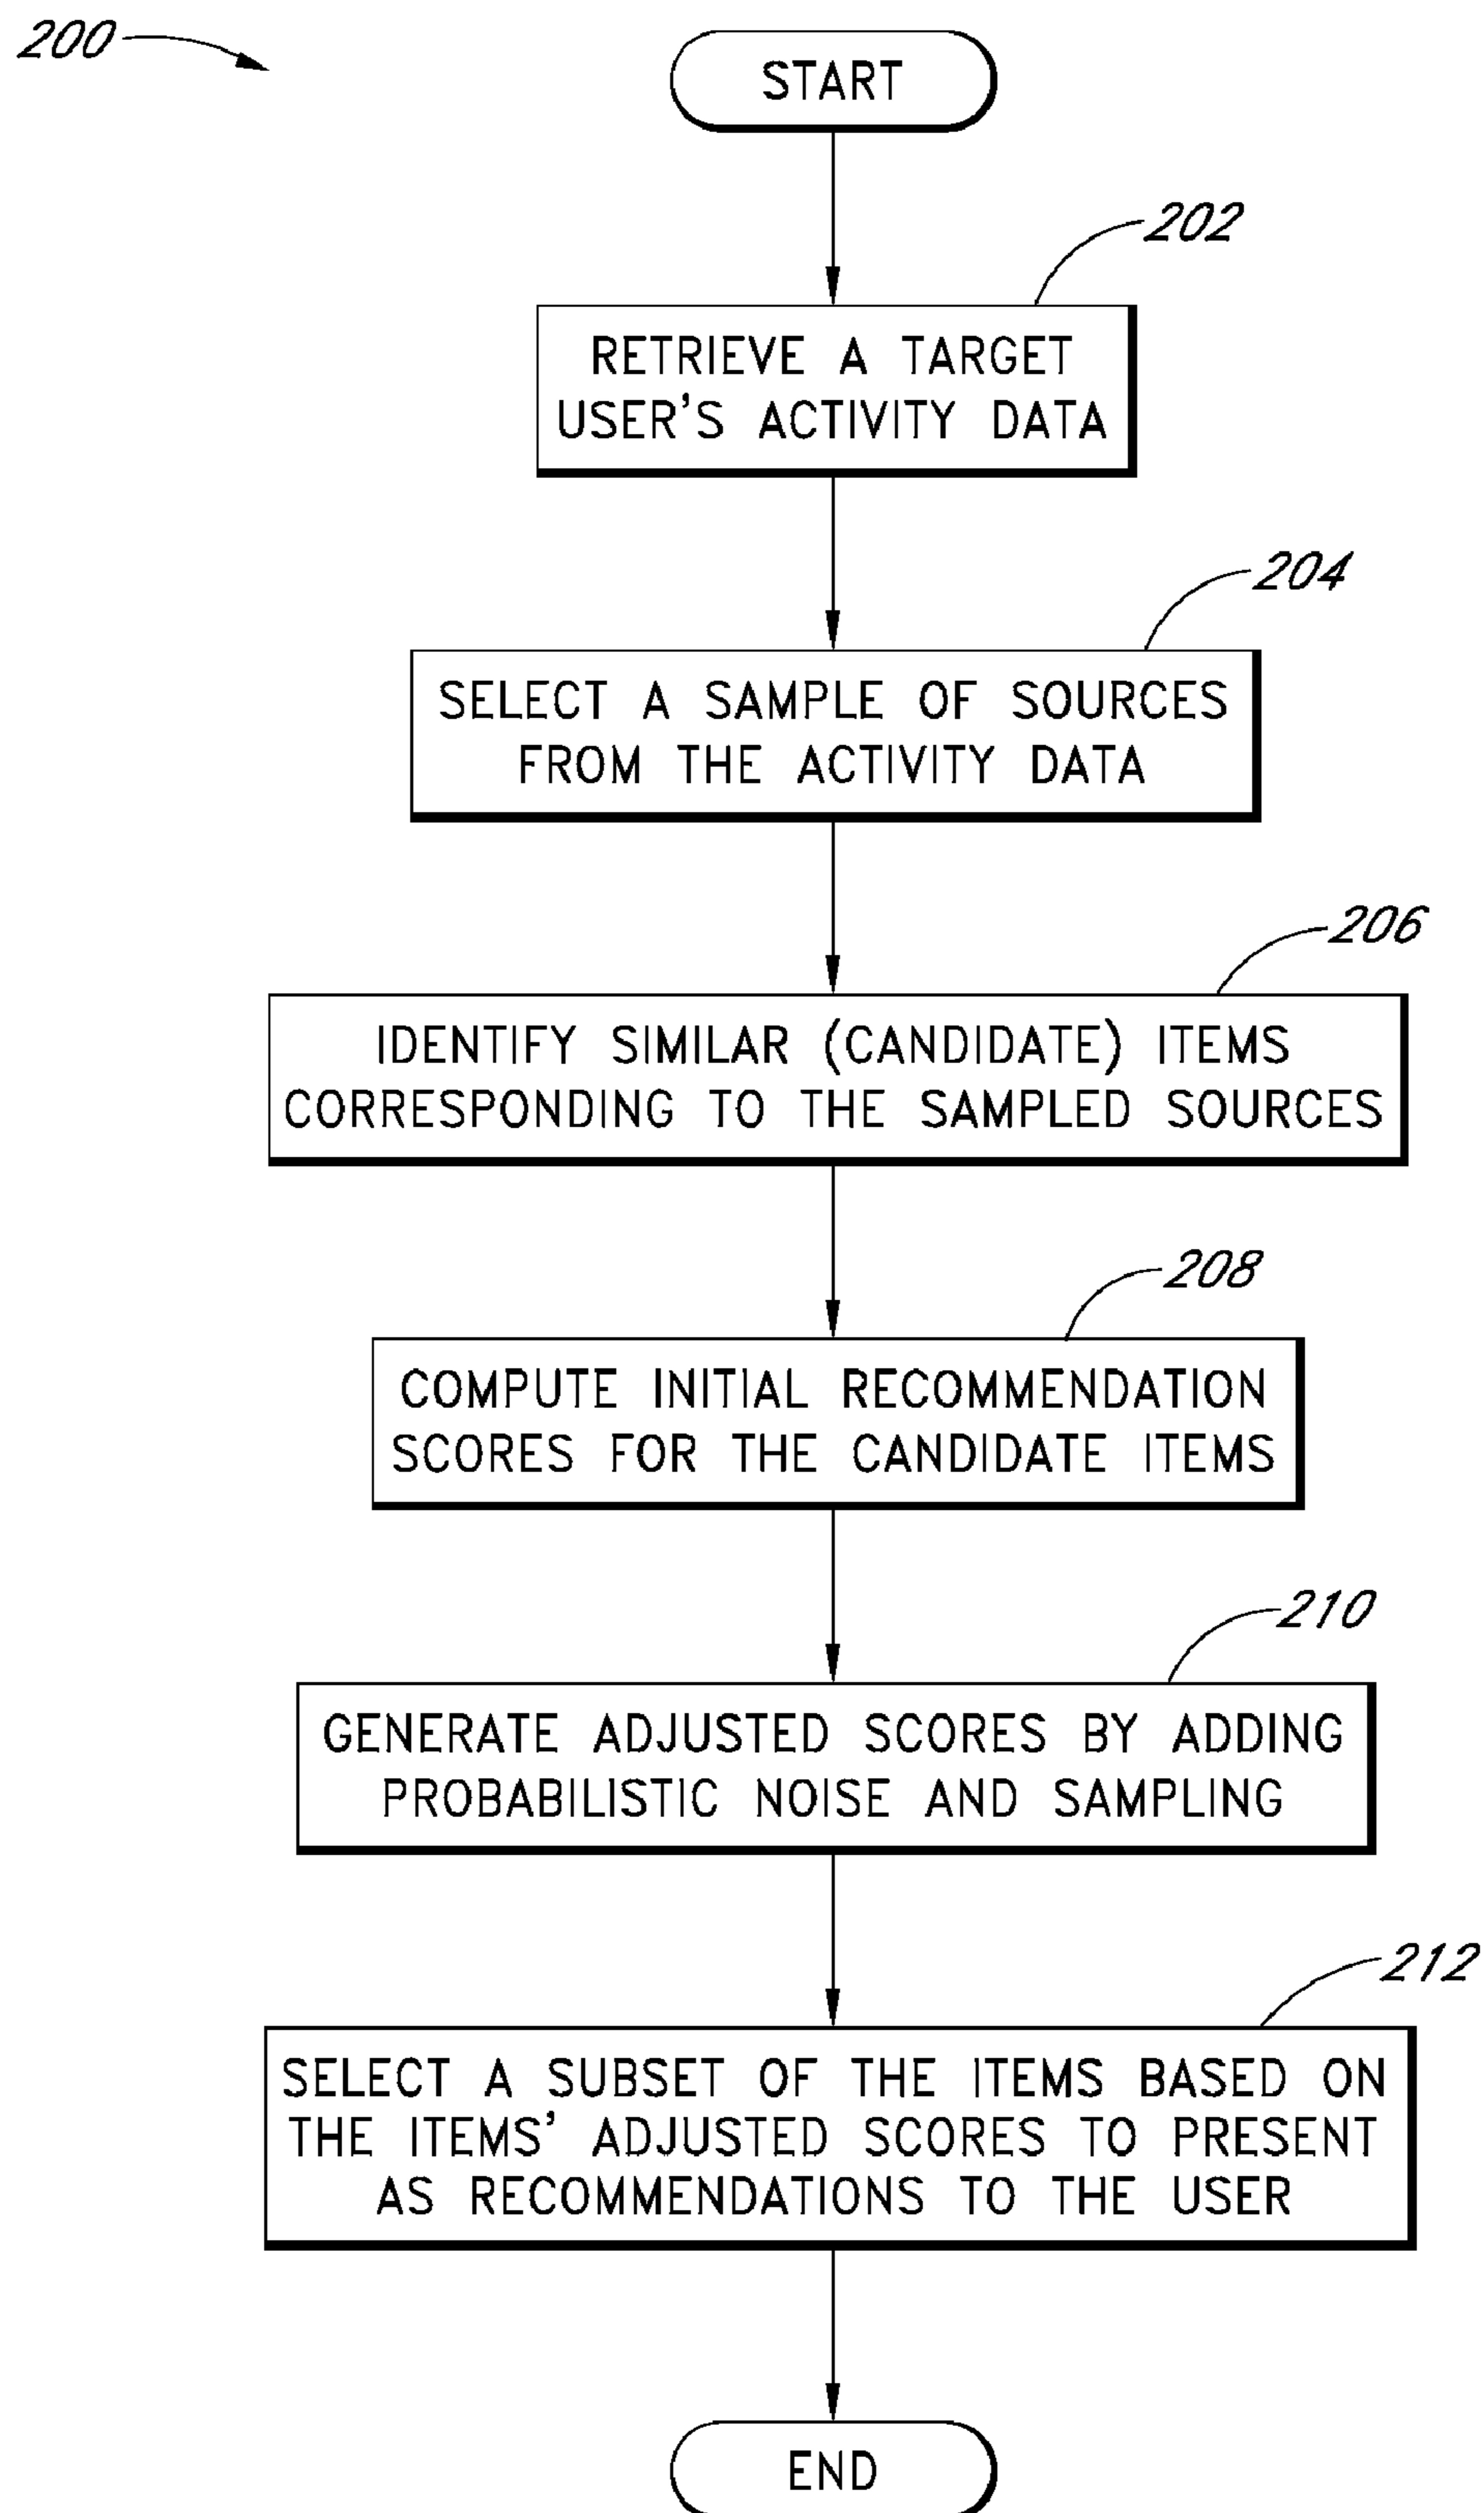 200
START
202
RETRIEVE A TARGET
USER'S ACTIVITY DATA
204
SELECT A SAMPLE OF SOURCES
FROM THE ACTIVITY DATA
206
IDENTIFY SIMILAR (CANDIDATE) ITEMS
CORRESPONDING TO THE SAMPLED SOURCES
208
COMPUTE INITIAL RECOMMENDATION
SCORES FOR THE CANDIDATE ITEMS
210
GENERATE ADJUSTED SCORES BY ADDING
PROBABILISTIC NOISE AND SAMPLING
212
SELECT A SUBSET OF THE ITEMS BASED ON
THE ITEMS' ADJUSTED SCORES TO PRESENT
AS RECOMMENDATIONS TO THE USER
END